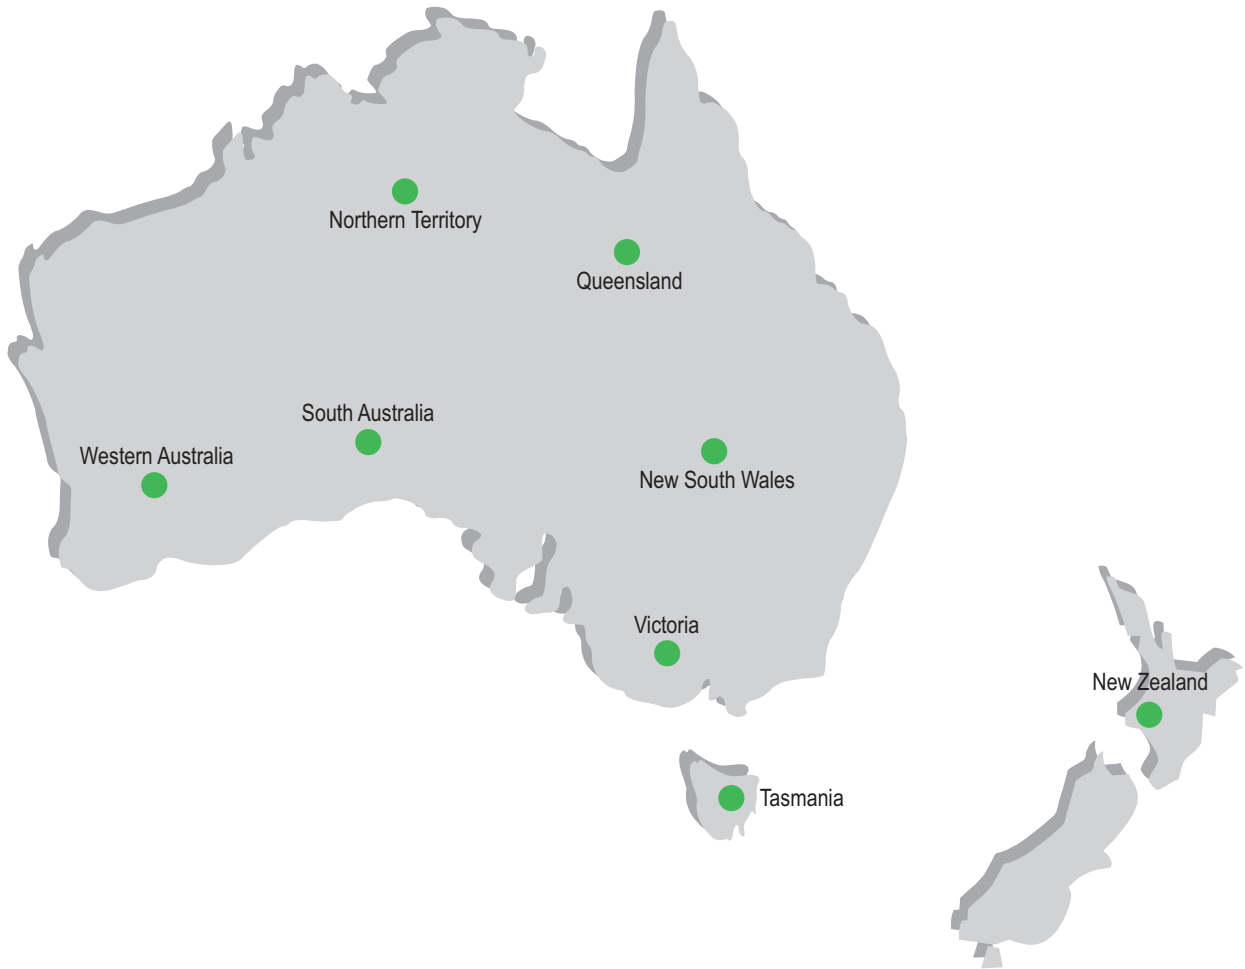 Northern Territory
Queensland
South Australia
Western Australia
New South Wales
Victoria
New Zealand
Tasmania